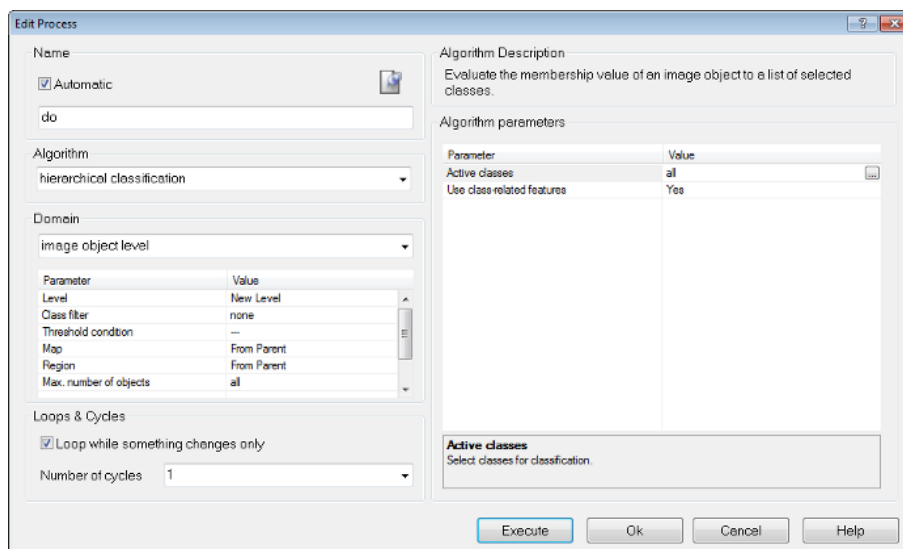 Edit Process
Name
Automatic
do
Algorithm
hierarchical classification
Domain
image object level
Parameter Value
Level New Level
Class filter none
Threshold condition ---
Map From Parent
Region From Parent
Max. number of objects all
Loops & Cycles
Loop while something changes only
Number of cycles 1
Algorithm Description
Evaluate the membership value of an image object to a list of selected
classes.
Algorithm parameters
Parameter Value
Active classes all ...
Use class-related features Yes
Active classes
Select classes for classification.
Execute Ok Cancel Help